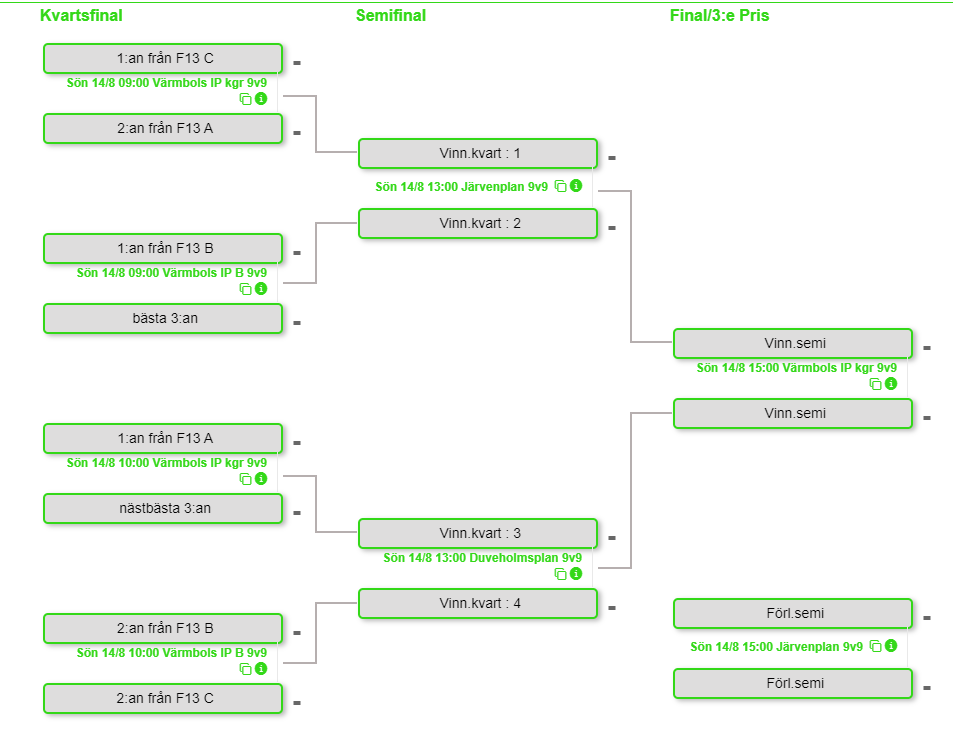 Kvartsfinal
Semifinal
Final/3:e Pris
1:an från F13 C
-
Sön 14/8 09:00 Värmbols IP kgr 9v9
2:an från F13 A
-
1:an från F13 B
-
Sön 14/8 09:00 Värmbols IP B 9v9
bästa 3:an
-
1:an från F13 A
-
Sön 14/8 10:00 Värmbols IP kgr 9v9
nästbästa 3:an
-
2:an från F13 B
-
Sön 14/8 10:00 Värmbols IP B 9v9
2:an från F13 C
-
Vinn.kvart : 1
-
Sön 14/8 13:00 Järvenplan 9v9
Vinn.kvart : 2
-
Vinn.kvart : 3
-
Sön 14/8 13:00 Duveholmsplan 9v9
Vinn.kvart : 4
-
Vinn.semi
-
Sön 14/8 15:00 Värmbols IP kgr 9v9
Vinn.semi
-
Förl.semi
-
Sön 14/8 15:00 Järvenplan 9v9
Förl.semi
-